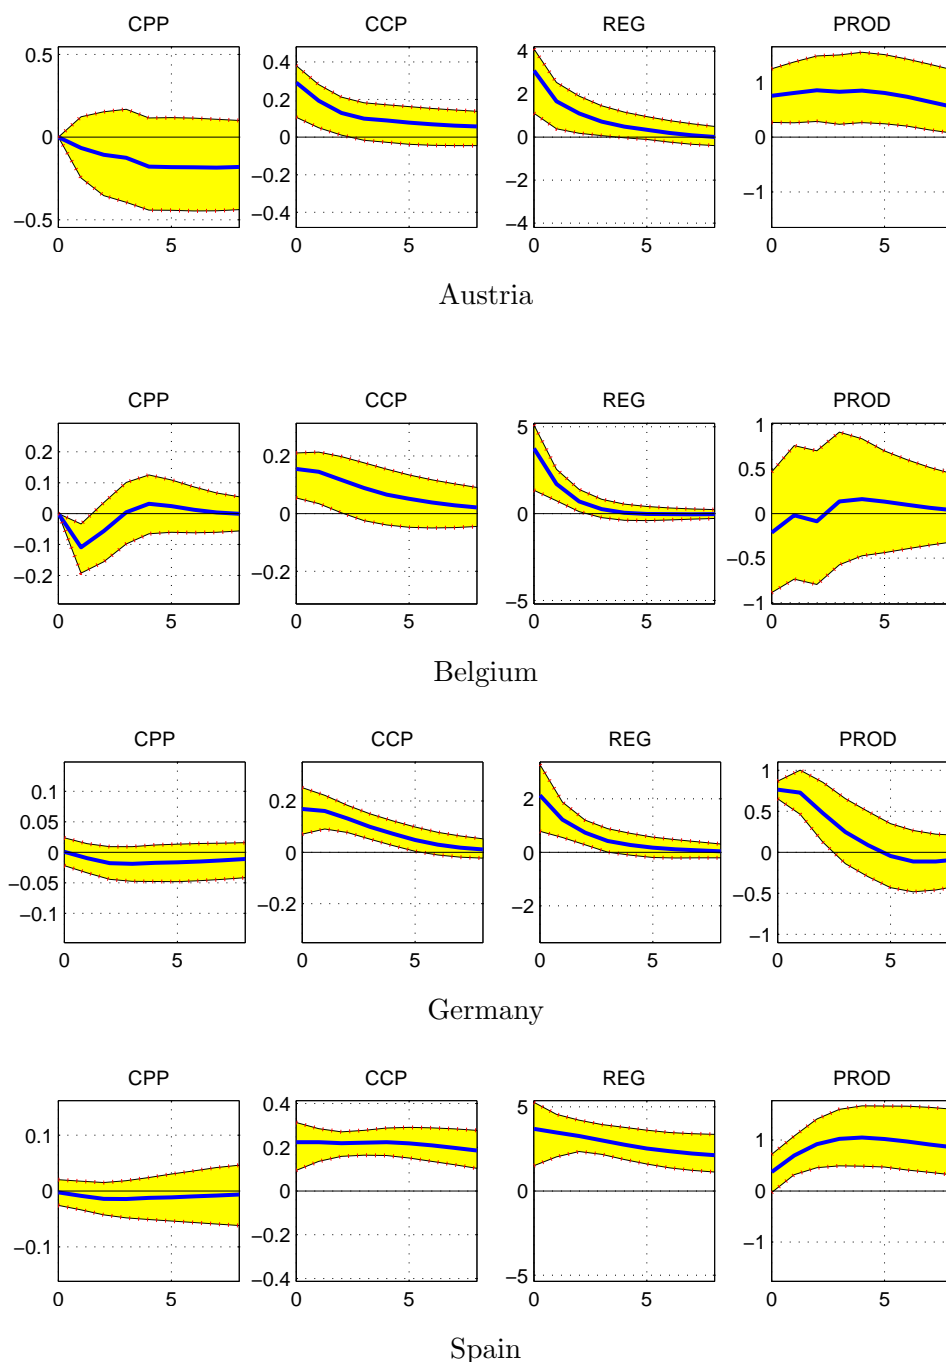 CPP CCP REG PROD
0.5 0.4 4 1
0.2 2
0 0 0 0
−0.2 −2 −1
−0.5 −0.4 −4
0 5 0 5 0 5 0 5
Austria
CPP CCP REG PROD
0.2 0.2 5 1
0.1 0.5
0 0 0 0
−0.1 −0.5
−0.2 −0.2 −5 −1
0 5 0 5 0 5 0 5
Belgium
CPP CCP REG PROD
0.1 0.2 2 1
0.05 0.5
0 0 0 0
−0.05 −0.5
−0.1 −0.2 −2 −1
0 5 0 5 0 5 0 5
Germany
CPP CCP REG PROD
0.1 0.4 5 1
0.2
0 0 0 0
−0.2
−0.1 −0.4 −5 −1
0 5 0 5 0 5 0 5
Spain